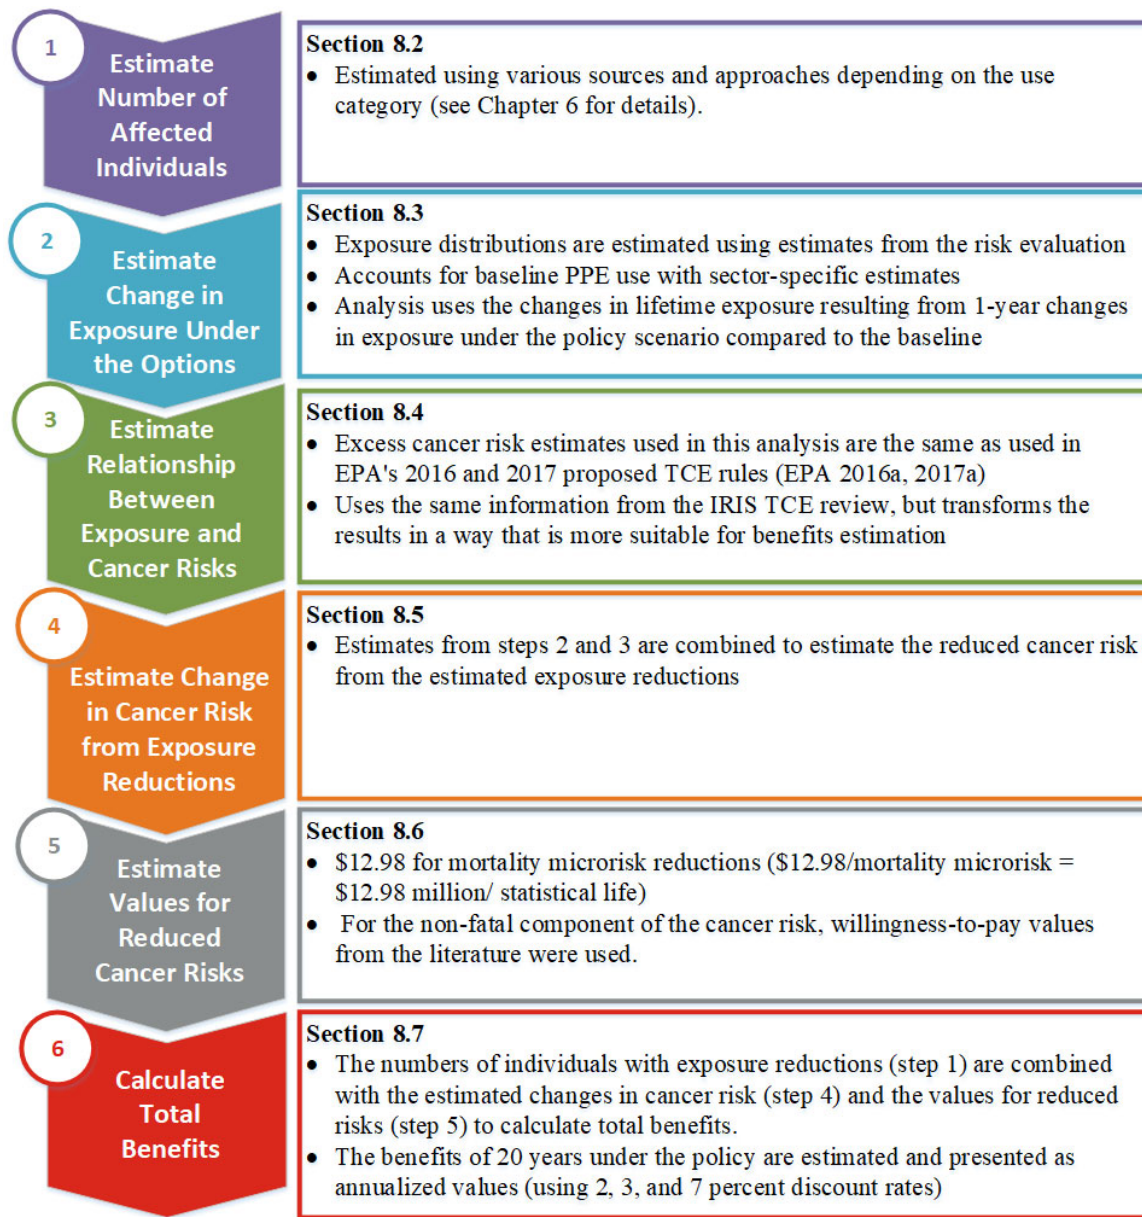 1
Estimate
Number of
Affected
Individuals
Section 8.2
• Estimated using various sources and approaches depending on the use
category (see Chapter 6 for details).
2
Estimate
Change in
Exposure Under
the Options
Section 8.3
• Exposure distributions are estimated using estimates from the risk evaluation
• Accounts for baseline PPE use with sector-specific estimates
• Analysis uses the changes in lifetime exposure resulting from 1-year changes
in exposure under the policy scenario compared to the baseline
3
Estimate
Relationship
Between
Exposure and
Cancer Risks
Section 8.4
• Excess cancer risk estimates used in this analysis are the same as used in
EPA's 2016 and 2017 proposed TCE rules (EPA 2016a, 2017a)
• Uses the same information from the IRIS TCE review, but transforms the
results in a way that is more suitable for benefits estimation
4
Estimate Change
in Cancer Risk
from Exposure
Reductions
Section 8.5
• Estimates from steps 2 and 3 are combined to estimate the reduced cancer risk
from the estimated exposure reductions
5
Estimate
Values for
Reduced
Cancer Risks
Section 8.6
• $12.98 for mortality microrisk reductions ($12.98/mortality microrisk =
$12.98 million/ statistical life)
• For the non-fatal component of the cancer risk, willingness-to-pay values
from the literature were used.
6
Calculate
Total
Benefits
Section 8.7
• The numbers of individuals with exposure reductions (step 1) are combined
with the estimated changes in cancer risk (step 4) and the values for reduced
risks (step 5) to calculate total benefits.
• The benefits of 20 years under the policy are estimated and presented as
annualized values (using 2, 3, and 7 percent discount rates)